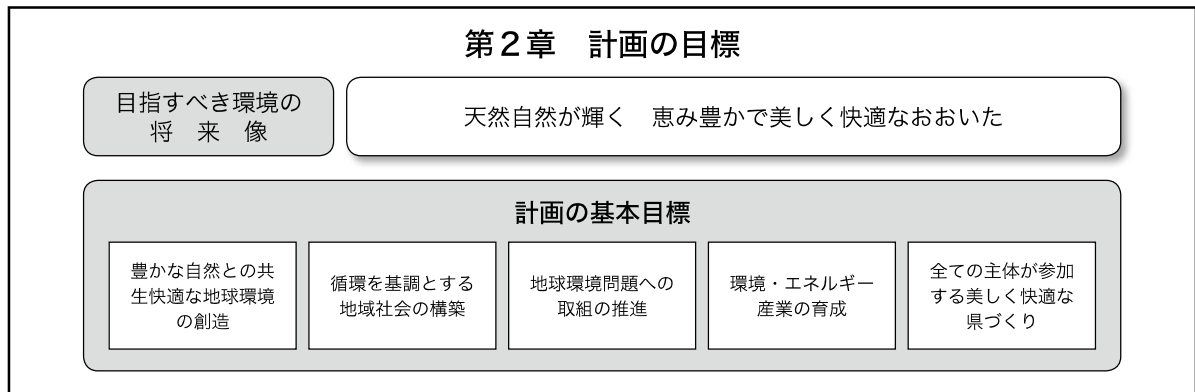 第２章　計画の目標
目指すべき環境の
将　来　像
天然自然が輝く　恵み豊かで美しく快適なおおいた
計画の基本目標
豊かな自然との共
生快適な地球環境
の創造
循環を基調とする
地域社会の構築
地球環境問題への
取組の推進
環境・エネルギー
産業の育成
全ての主体が参加
する美しく快適な
県づくり